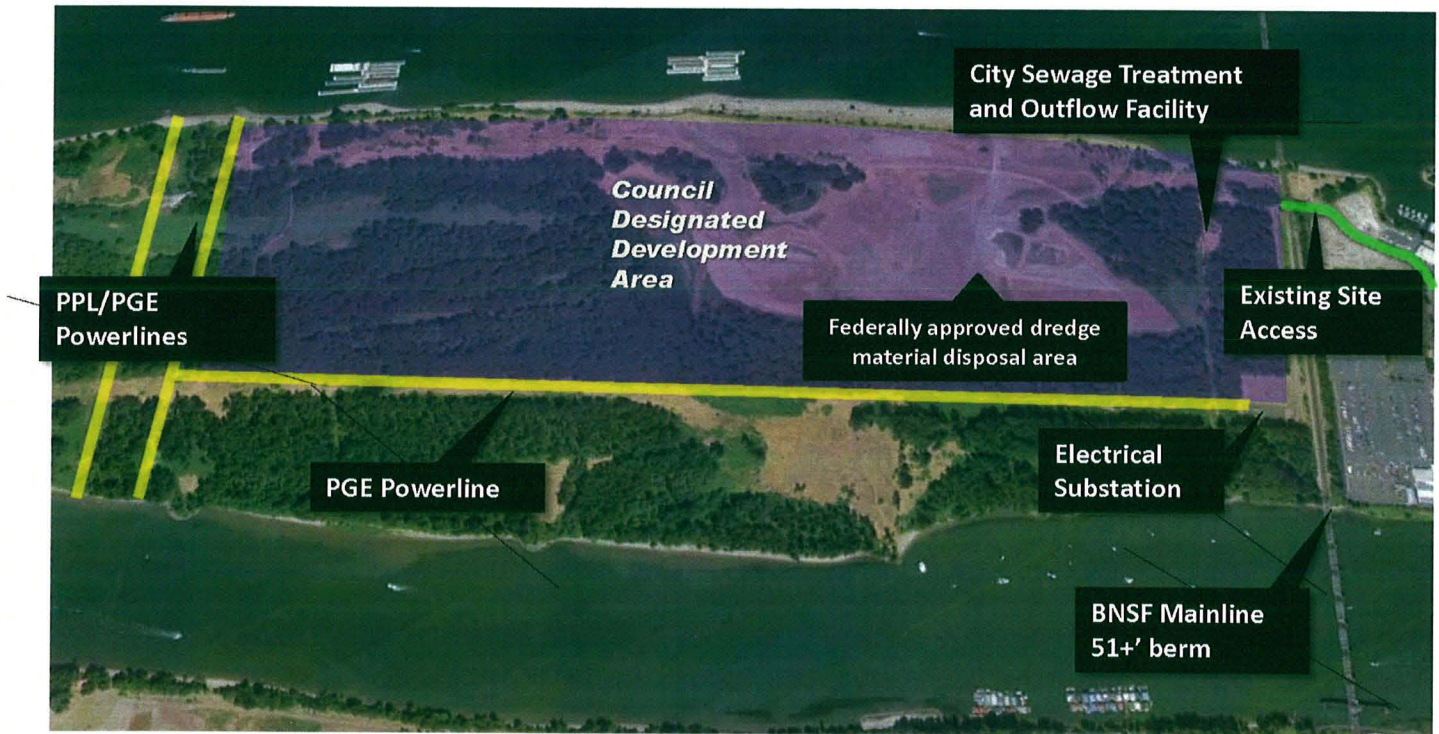 City Sewage Treatment
and Outflow Facility
Council
Designated
Development
Area
PPL/PGE
Powerlines
Existing Site
Access
Federally approved dredge
material disposal area
PGE Powerline
Electrical
Substation
BNSF Mainline
51+' berm